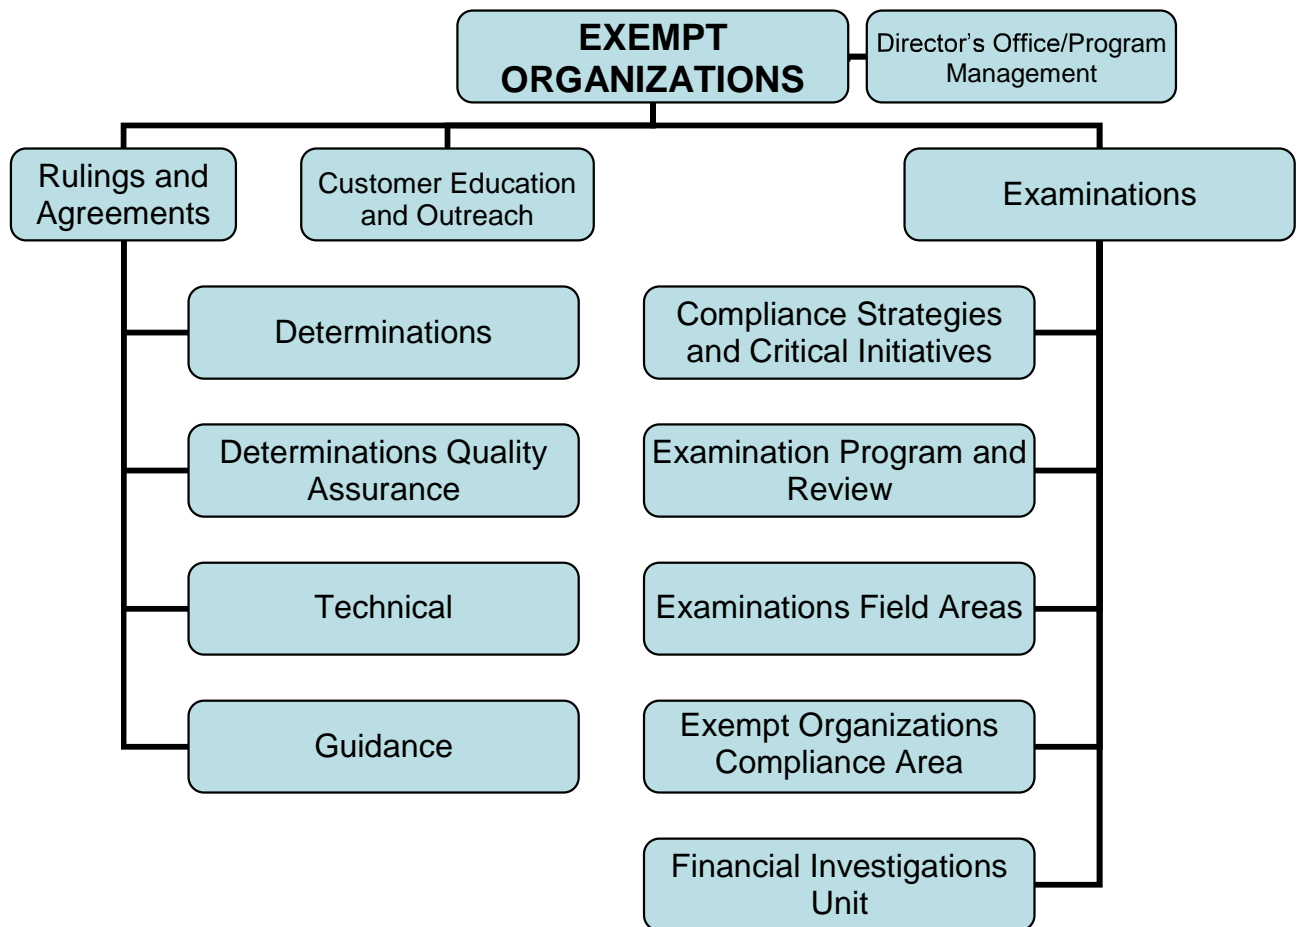 EXEMPT
ORGANIZATIONS
Director’s Office/Program
Management
Rulings and
Agreements
Customer Education
and Outreach
Examinations
Determinations
Compliance Strategies
and Critical Initiatives
Determinations Quality
Assurance
Examination Program and
Review
Technical
Examinations Field Areas
Guidance
Exempt Organizations
Compliance Area
Financial Investigations
Unit